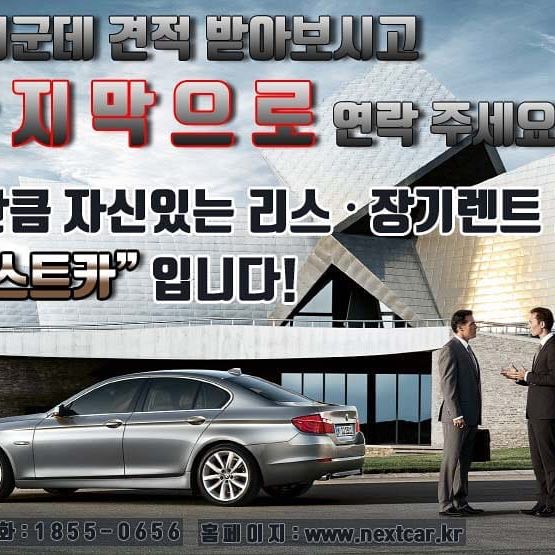 군데 견적 받아보시고
지막으로 연락 주세요
큼 자신있는 리스·장기렌트
스트카" 입니다!
화:1855-0656 홈페이지:www.nextcar.kr